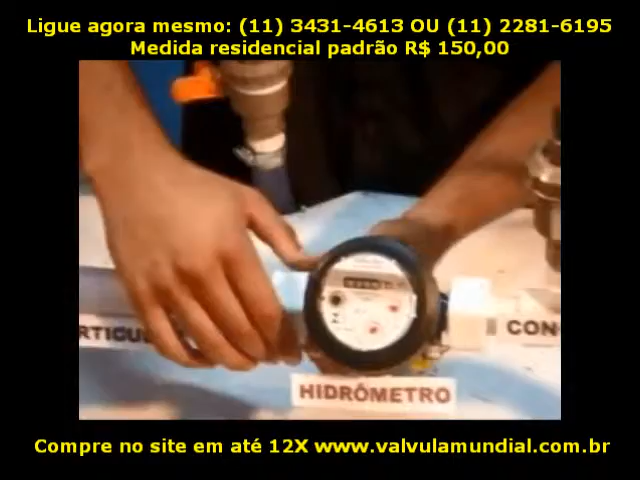 Ligue agora mesmo: (11) 3431-4613 OU (11) 2281-6195
Medida residencial padrão R$ 150,00
RTICU
CON
HIDRÔMETRO
Compre no site em até 12X www.valvulamundial.com.br